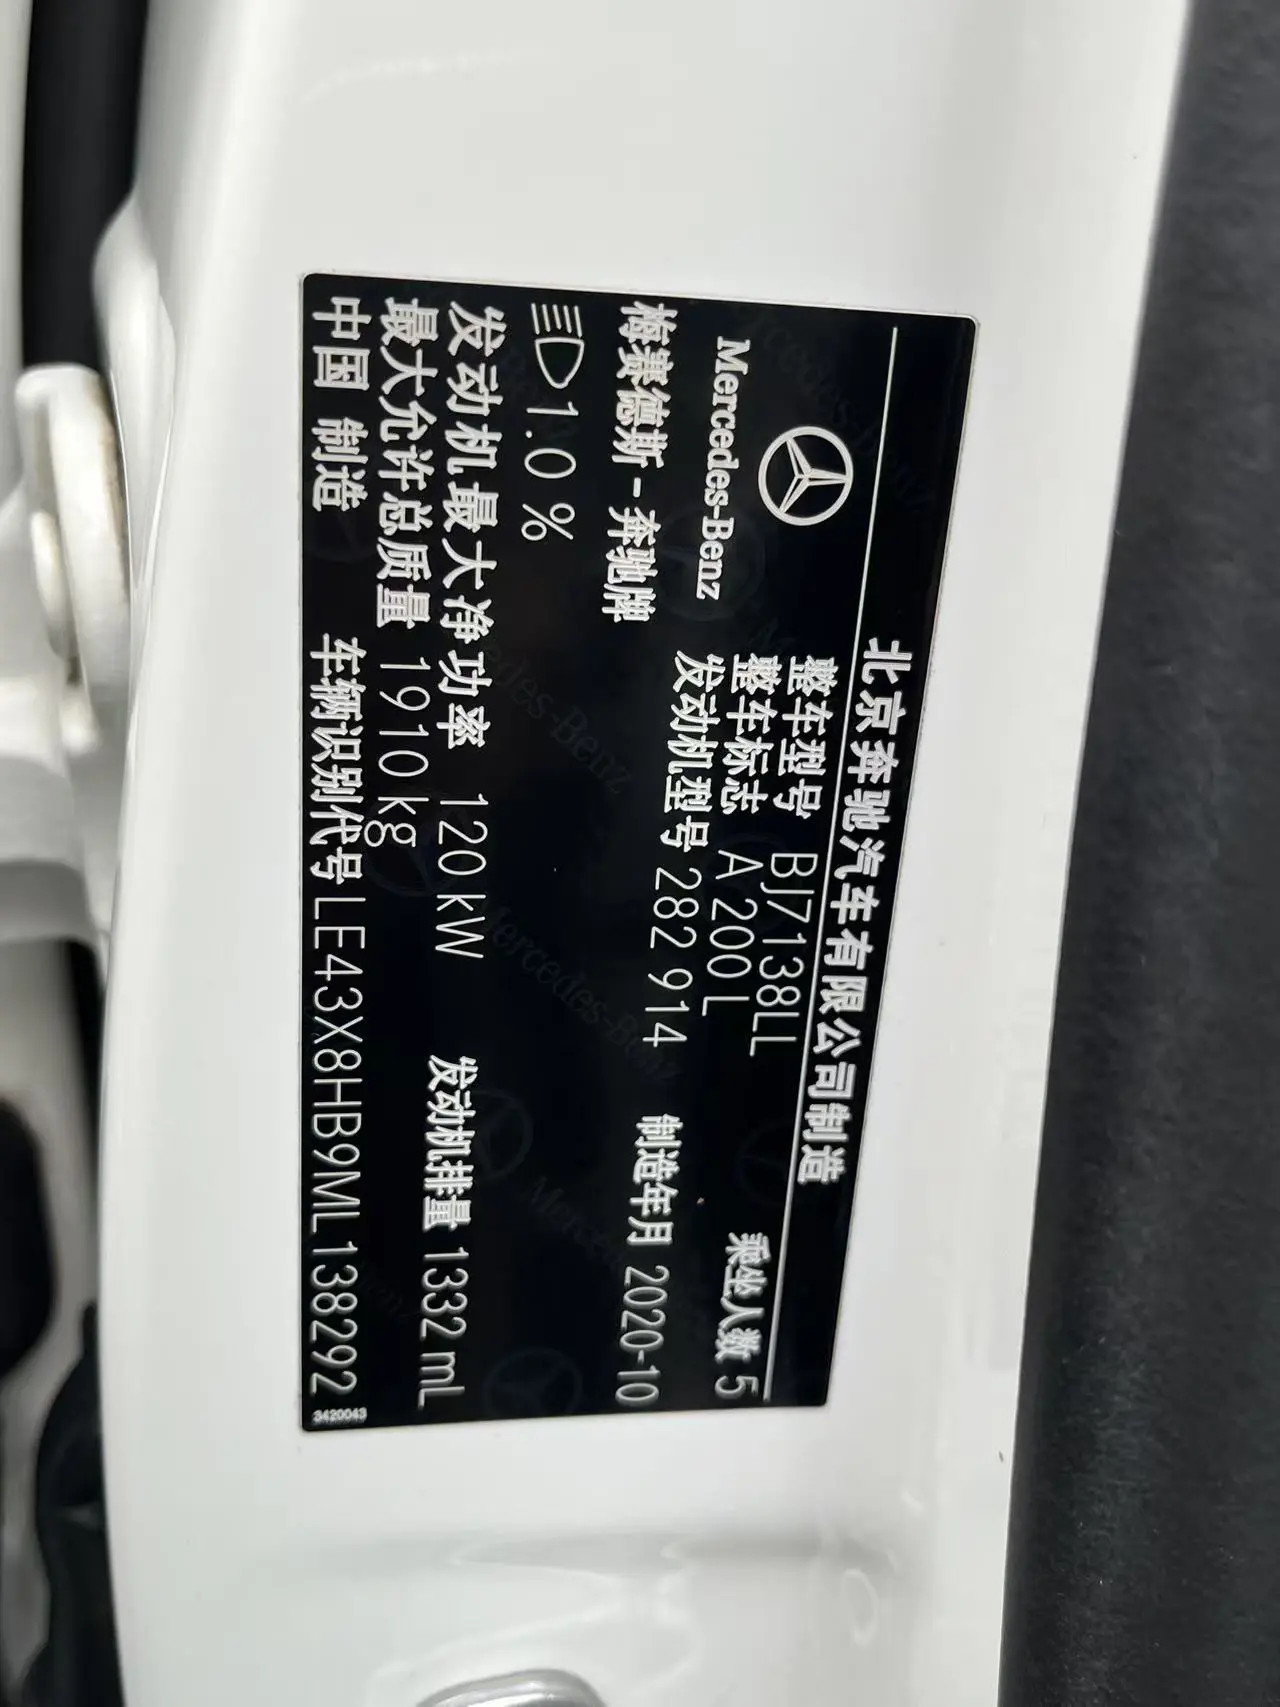 北京奔驰汽车有限公司制造
Mercedes-Benz
整车型号 BJ7138LL
整车标志 A 200 L
乘坐人数 5
发动机型号 282 914
梅赛德斯-奔驰牌
制造年月 2020-10
1.0 %
发动机最大净功率 120 kW
发动机排量 1332 mL
最大允许总质量 1910 kg
中国 制造
车辆识别代号 LE43X8HB9ML138292
3420043